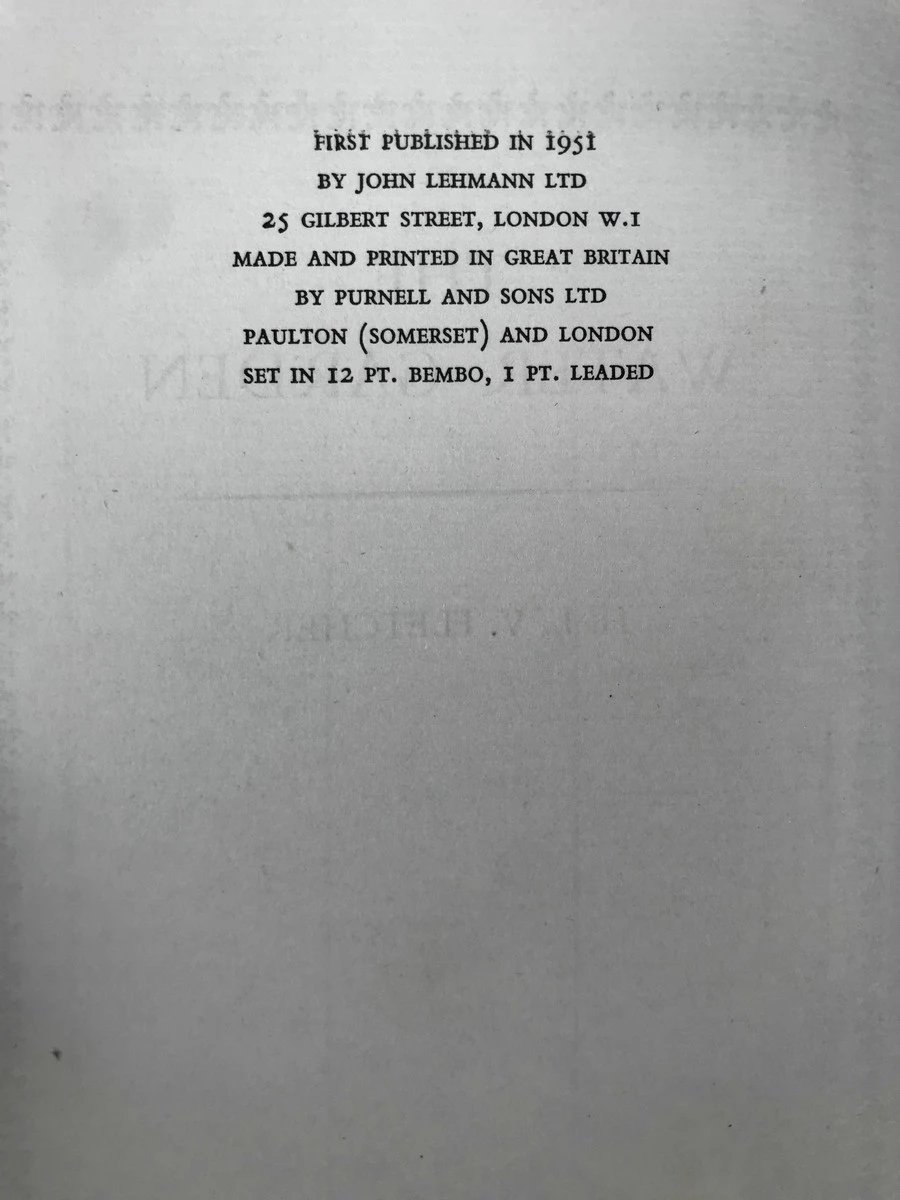 FIRST PUBLISHED IN 1951
BY JOHN LEHMANN LTD
25 GILBERT STREET, LONDON W.1
MADE AND PRINTED IN GREAT BRITAIN
BY PURNELL AND SONS LTD
PAULTON (SOMERSET) AND LONDON
SET IN 12 PT. BEMBO, 1 PT. LEADED